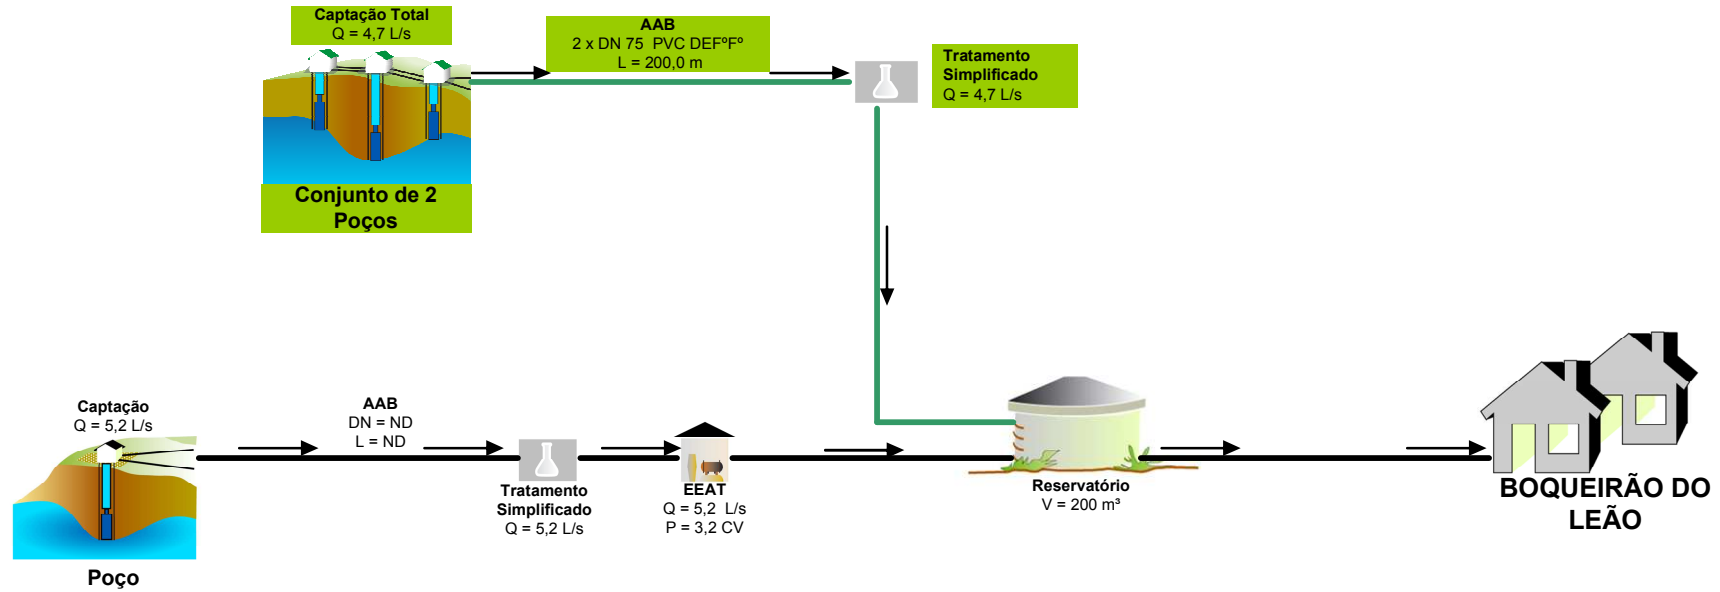 Captação Total
Q = 4,7 L/s
AAB
2 x DN 75 PVC DEFºFº
L = 200,0 m
Tratamento
Simplificado
Q = 4,7 L/s
Conjunto de 2
Poços
Captação
Q = 5,2 L/s
AAB
DN = ND
L = ND
Tratamento
Simplificado
Q = 5,2 L/s
EEAT
Q = 5,2 L/s
P = 3,2 CV
Reservatório
V = 200 m³
BOQUEIRÃO DO
LEÃO
Poço